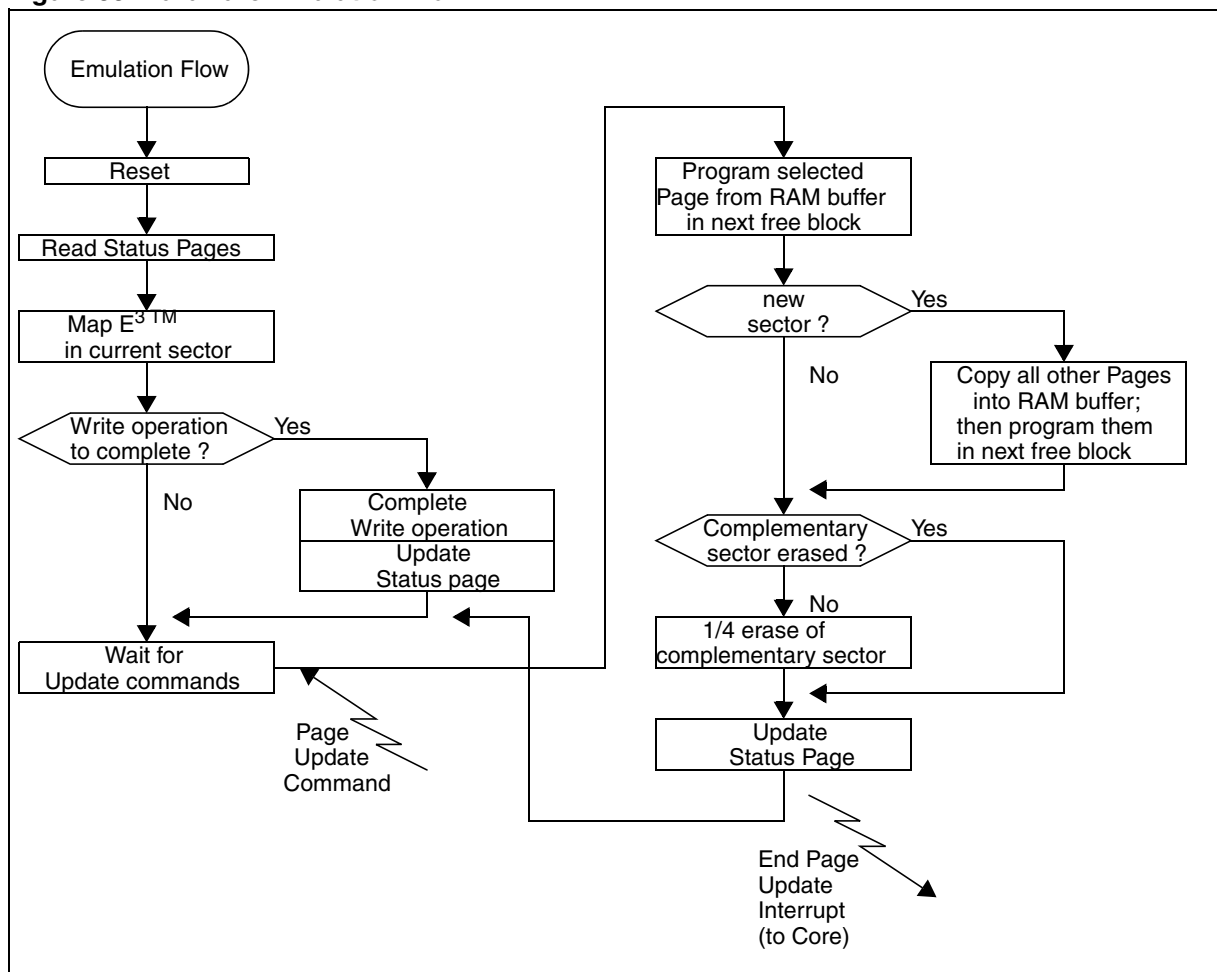 Emulation Flow
Reset
Read Status Pages
Map E3 TM
in current sector
Write operation
to complete ?
Yes
No
Complete
Write operation
Update
Status page
Wait for
Update commands
Page
Update
Command
Program selected
Page from RAM buffer
in next free block
new
sector ?
Yes
No
Copy all other Pages
into RAM buffer;
then program them
in next free block
Complementary
sector erased ?
Yes
No
1/4 erase of
complementary sector
Update
Status Page
End Page
Update
Interrupt
(to Core)